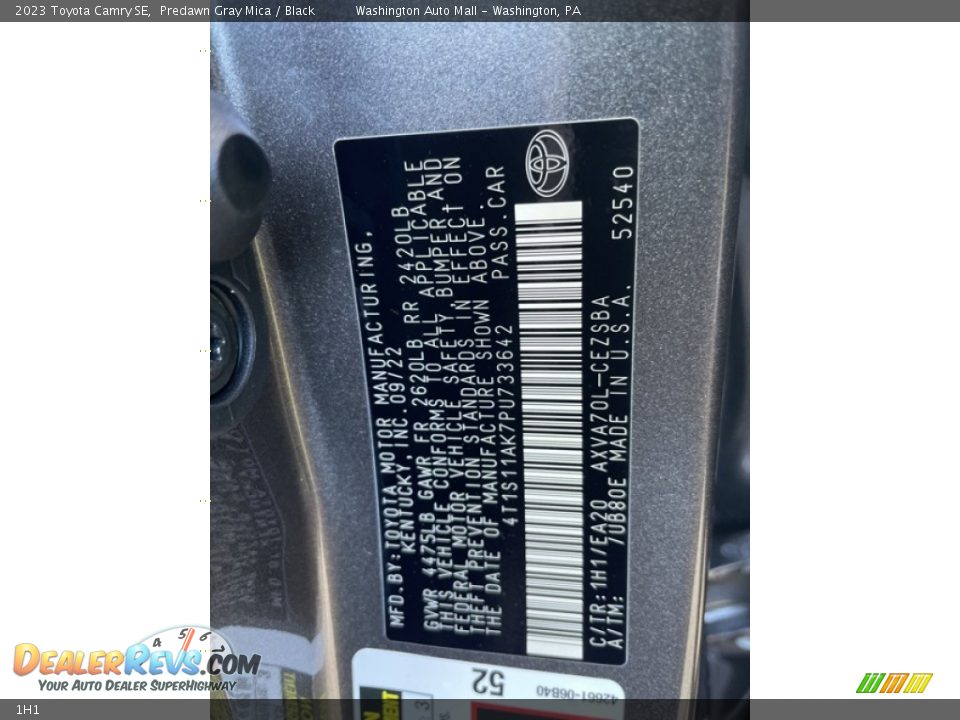 2023 Toyota Camry SE, Predawn Gray Mica / Black Washington Auto Mall - Washington, PA
MFD.BY:TOYOTA MOTOR MANUFACTURING,
KENTUCKY, INC. 09/22
GVWR 4475LB GAWR FR 2620LB RR 2420LB
THIS VEHICLE CONFORMS TO ALL APPLICABLE
FEDERAL MOTOR VEHICLE SAFETY, BUMPER AND
THEFT PREVENTION STANDARDS IN EFFECT ON
THE DATE OF MANUFACTURE SHOWN ABOVE.
4T1S11AK7PU733642 PASS.CAR
C/TR:1H1/EA20 AXVA70L-CEZSBA 52540
A/TM: MADE IN U.S.A.
52
42661-06B40
4 5 6
DEALERREVS.COM
YOUR AUTO DEALER SUPERHIGHWAY
1H1